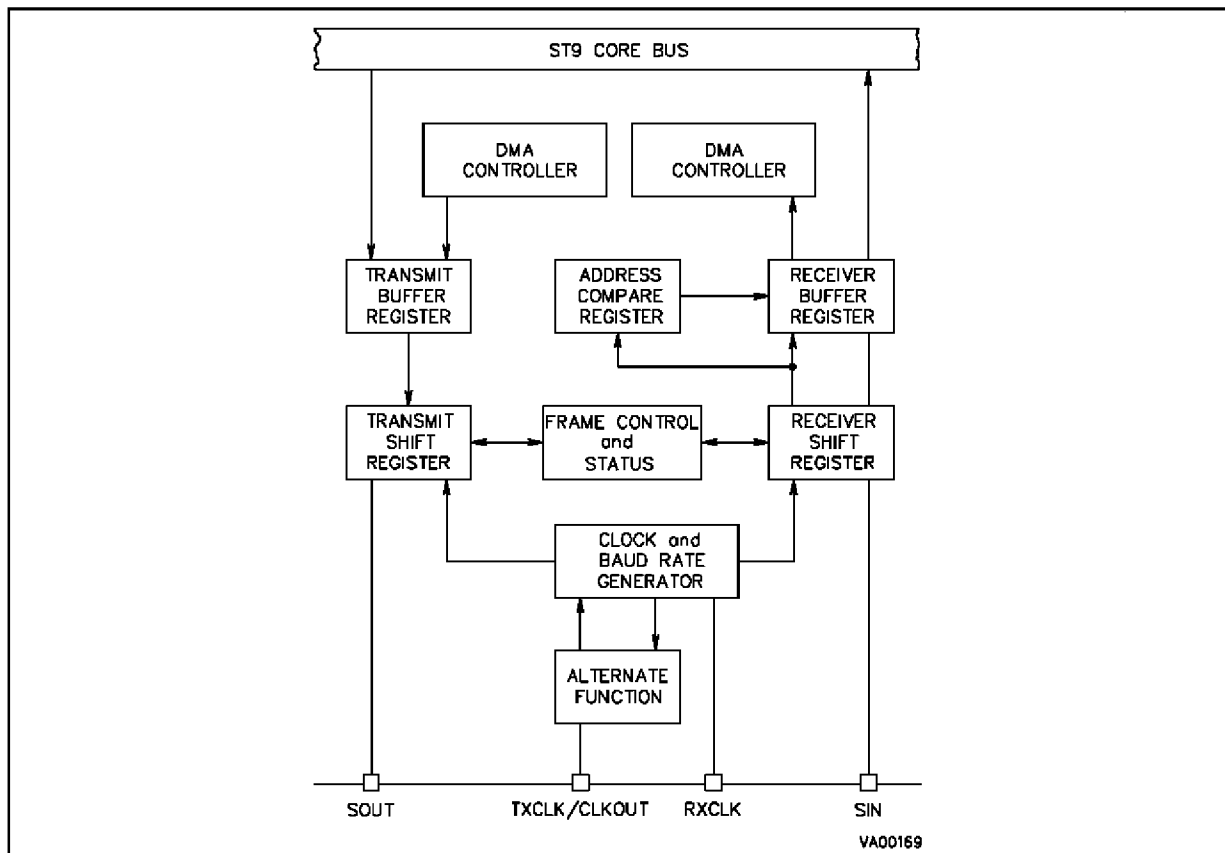 ST9 CORE BUS
DMA
CONTROLLER
DMA
CONTROLLER
TRANSMIT
BUFFER
REGISTER
ADDRESS
COMPARE
REGISTER
RECEIVER
BUFFER
REGISTER
TRANSMIT
SHIFT
REGISTER
FRAME CONTROL
and
STATUS
RECEIVER
SHIFT
REGISTER
CLOCK and
BAUD RATE
GENERATOR
ALTERNATE
FUNCTION
SOUT
TXCLK/CLKOUT
RXCLK
SIN
VA00169